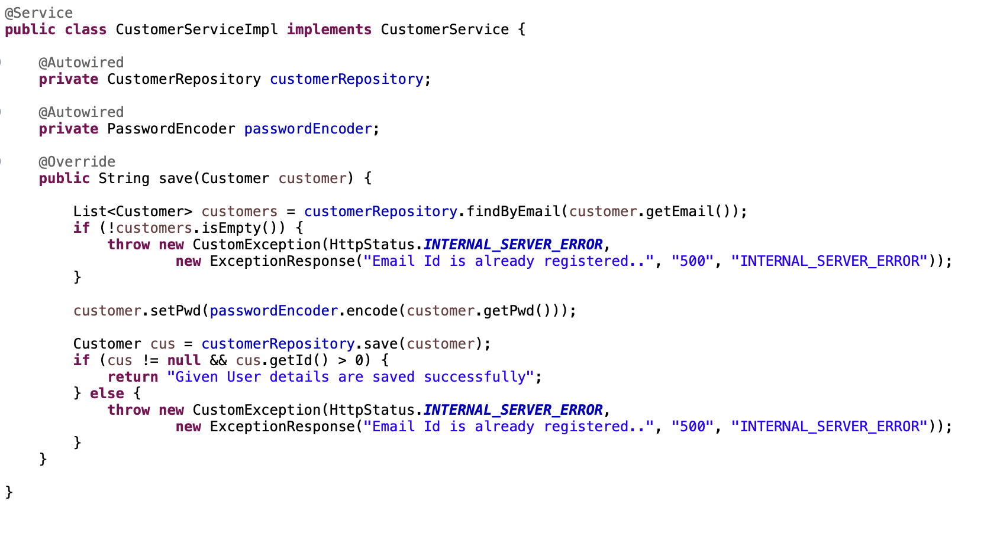 @Service
public class CustomerServiceImpl implements CustomerService {
@Autowired
private CustomerRepository customerRepository;
@Autowired
private PasswordEncoder passwordEncoder;
@Override
public String save(Customer customer) {
List<Customer> customers = customerRepository.findByEmail(customer.getEmail());
if (!customers.isEmpty()) {
throw new CustomException(HttpStatus.INTERNAL_SERVER_ERROR,
new ExceptionResponse("Email Id is already registered..", "500", "INTERNAL_SERVER_ERROR"));
}
customer.setPwd(passwordEncoder.encode(customer.getPwd()));
Customer cus = customerRepository.save(customer);
if (cus != null && cus.getId() > 0) {
return "Given User details are saved successfully";
} else {
throw new CustomException(HttpStatus.INTERNAL_SERVER_ERROR,
new ExceptionResponse("Email Id is already registered..", "500", "INTERNAL_SERVER_ERROR"));
}
}
}